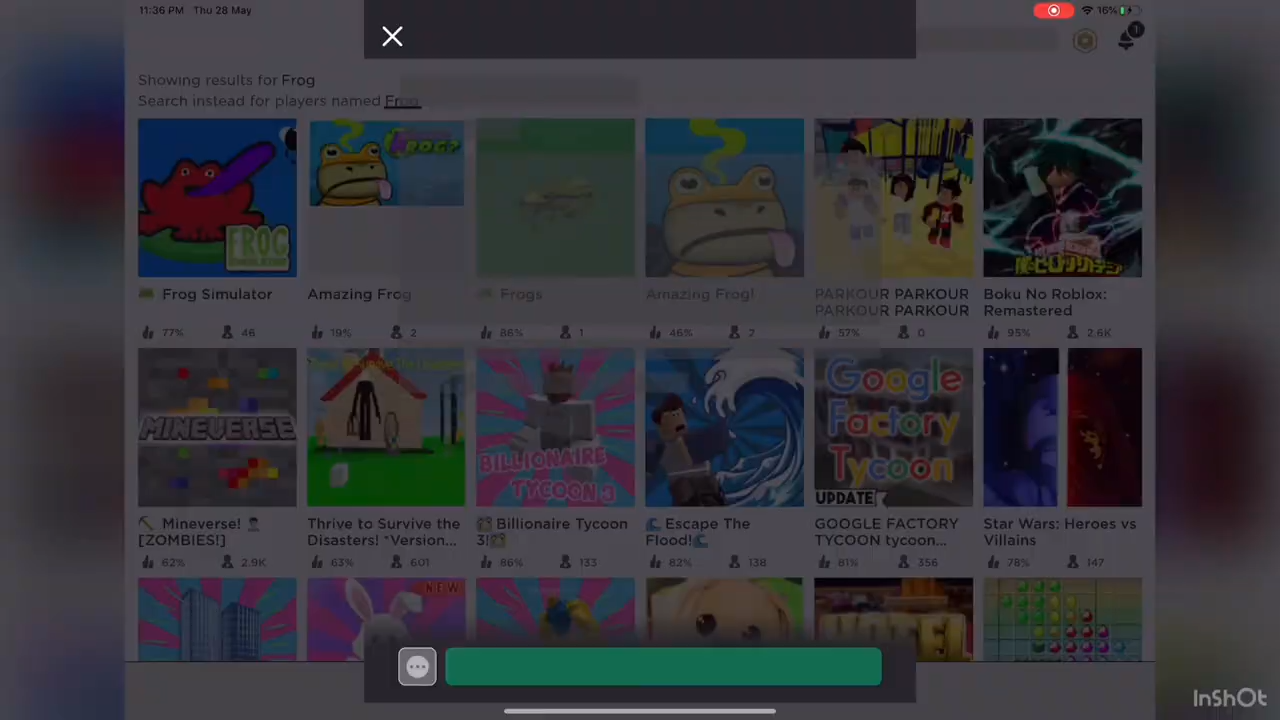 11:36 PM Thu 28 May
16%
1
Showing results for Frog
Search instead for players named Frog
FROG
FROG?
Frog Simulator
Amazing Frog
Frogs
Amazing Frog!
PARKOUR PARKOUR
PARKOUR PARKOUR
Boku No Roblox:
Remastered
77% 46
19% 2
86% 1
46% 2
57% 0
95% 2.6K
MINEVERSE
BILLIONAIRE
TYCOON 3
Google
Factory
Tycoon
UPDATE
Mineverse!
[ZOMBIES!]
Thrive to Survive the
Disasters! *Version...
Billionaire Tycoon
3!
Escape The
Flood!
GOOGLE FACTORY
TYCOON tycoon...
Star Wars: Heroes vs
Villains
62% 2.9K
63% 601
86% 133
82% 138
81% 356
78% 147
NEW
InShOt